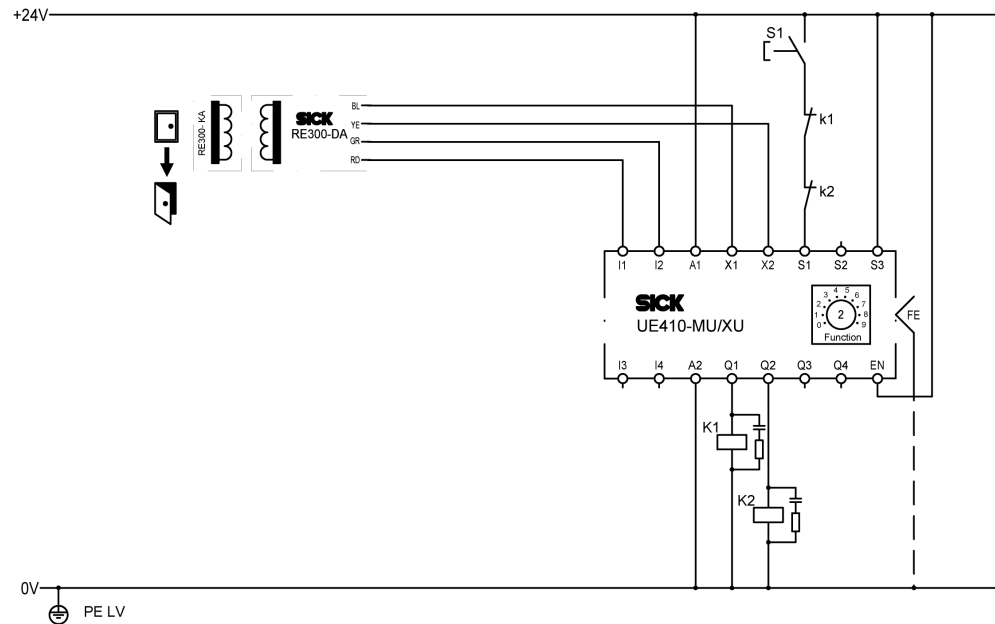 +24V
S1
BL
SICK
YE
RE300-KA
RE300-DA
GR
RD
k1
k2
I1 I2 A1 X1 X2 S1 S2 S3
SICK
UE410-MU/XU
0 1 2 3 4 5 6 7 8 9
2
Function
FE
I3 I4 A2 Q1 Q2 Q3 Q4 EN
K1
K2
0V
PE LV